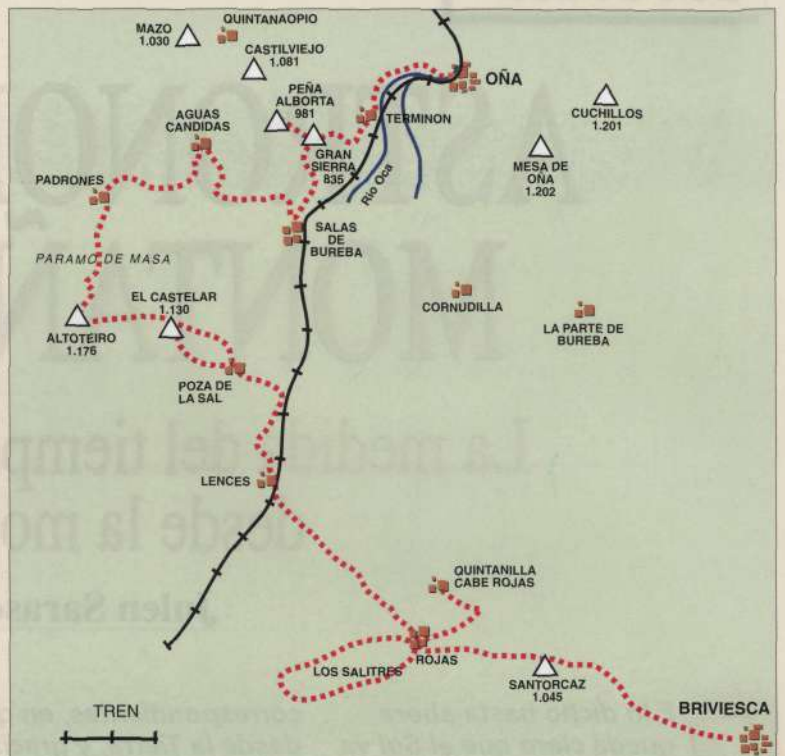 MAZO
1.030
QUINTANAOPIO
CASTILVIEJO
1.081
OÑA
PEÑA
ALBORTA
981
AGUAS
CANDIDAS
TERMINON
CUCHILLOS
1.201
GRAN
SIERRA
835
MESA DE
OÑA
1.202
Rio Oca
PADRONES
SALAS
DE
BUREBA
PARAMO DE MASA
EL CASTELAR
1.130
CORNUDILLA
ALTOTEIRO
1.176
LA PARTE DE
BUREBA
POZA DE
LA SAL
LENCES
QUINTANILLA
CABE ROJAS
LOS SALITRES
ROJAS
SANTORCAZ
1.045
BRIVIESCA
TREN
La medida del tiemp
desde la mo